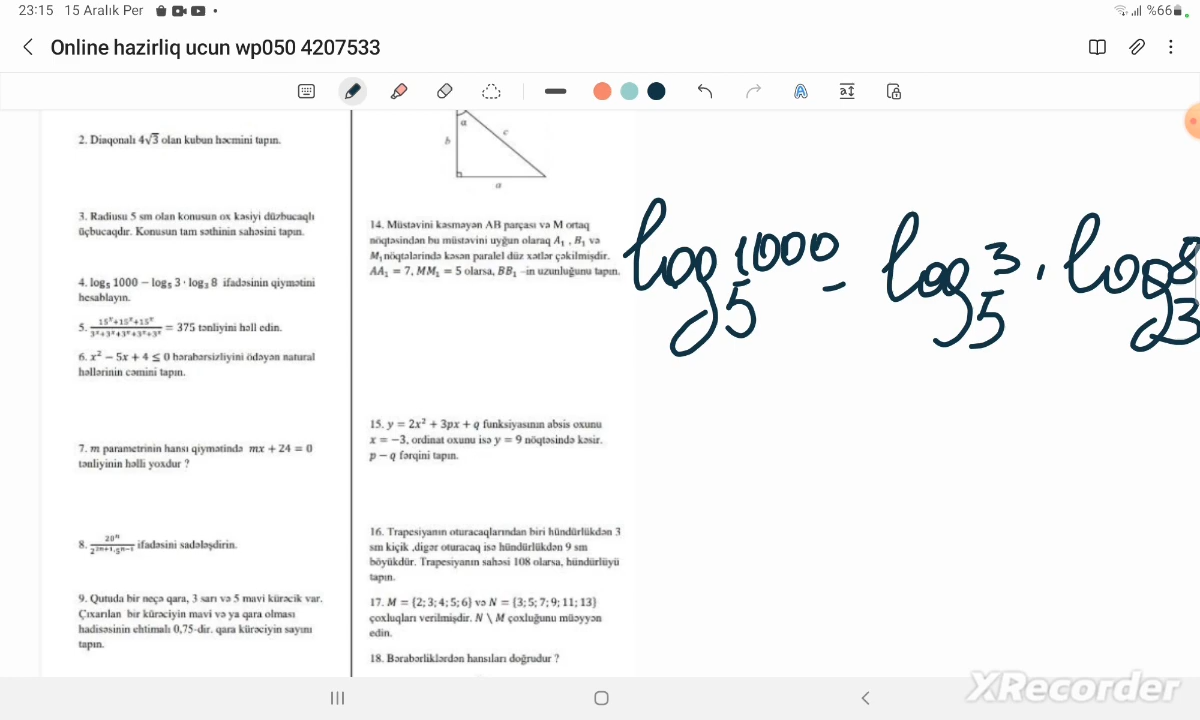 23:15 15 Aralık Per %66
Online hazirliq ucun wp050 4207533
2. Diaqonalı 4√3 olan kubun həcmini tapın.
3. Radiusu 5 sm olan konusun ox kəsiyi düzbucaqlı
üçbucaqdır. Konusun tam səthinin sahəsini tapın.
4. log₅ 1000 − log₅ 3 · log₃ 8 ifadəsinin qiymətini
hesablayın.
5. (15ˣ+15ˣ+15ˣ)/(3ˣ+3ˣ+3ˣ+3ˣ+3ˣ) = 375 tənliyini həll edin.
6. x² − 5x + 4 ≤ 0 bərabərsizliyini ödəyən natural
həllərinin cəmini tapın.
7. m parametrinin hansı qiymətində mx + 24 = 0
tənliyinin həlli yoxdur ?
8. 20ⁿ/(2²ⁿ⁺¹·5ⁿ⁻¹) ifadəsini sadələşdirin.
9. Qutuda bir neçə qara, 3 sarı və 5 mavi kürəcik var.
Çıxarılan bir kürəciyin mavi və ya qara olması
hadisəsinin ehtimalı 0,75-dir. qara kürəciyin sayını
tapın.
α
b
c
a
14. Müstəvini kəsməyən AB parçası və M ortaq
nöqtəsindən bu müstəvini uyğun olaraq A₁ , B₁ və
M₁nöqtələrində kəsən paralel düz xətlər çəkilmişdir.
AA₁ = 7, MM₁ = 5 olarsa, BB₁ –in uzunluğunu tapın.
15. y = 2x² + 3px + q funksiyasının absis oxunu
x = −3, ordinat oxunu isə y = 9 nöqtəsində kəsir.
p − q fərqini tapın.
16. Trapesiyanın oturacaqlarından biri hündürlükdən 3
sm kiçik ,digər oturacaq isə hündürlükdən 9 sm
böyükdür. Trapesiyanın sahəsi 108 olarsa, hündürlüyü
tapın.
17. M = {2; 3; 4; 5; 6} və N = {3; 5; 7; 9; 11; 13}
çoxluqları verilmişdir. N \ M çoxluğunu müəyyən
edin.
18. Bərabərliklərdən hansıları doğrudur ?
log₅ 1000 − log₅ 3 · log₃ 8
XRecorder